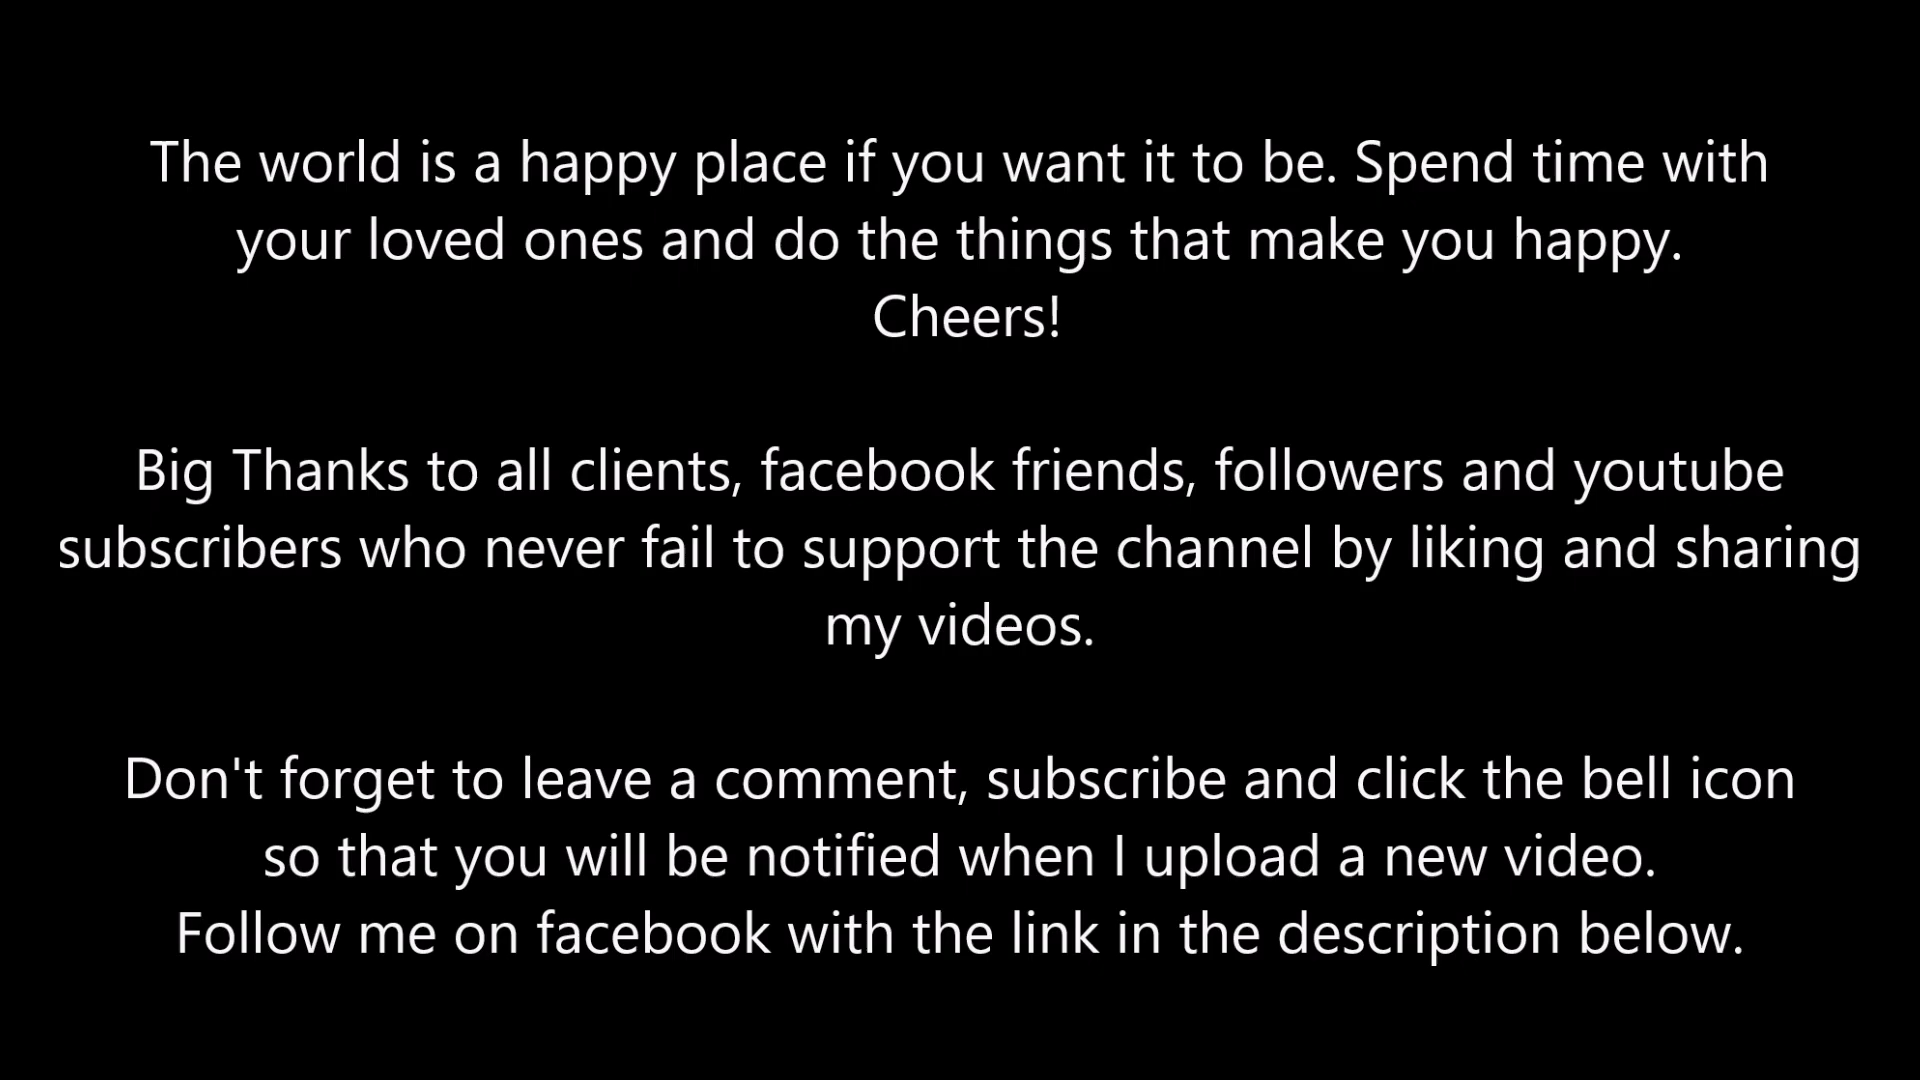 The world is a happy place if you want it to be. Spend time with
your loved ones and do the things that make you happy.
Cheers!
Big Thanks to all clients, facebook friends, followers and youtube
subscribers who never fail to support the channel by liking and sharing
my videos.
Don't forget to leave a comment, subscribe and click the bell icon
so that you will be notified when I upload a new video.
Follow me on facebook with the link in the description below.